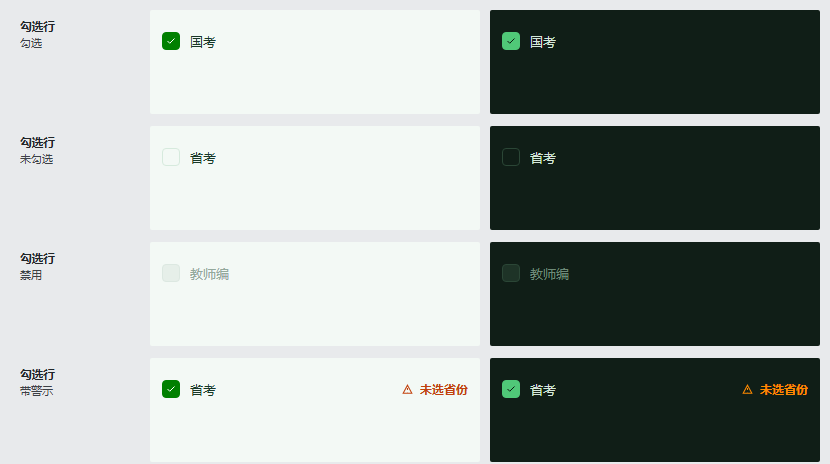 勾选行
勾选
国考
国考
勾选行
未勾选
省考
省考
勾选行
禁用
教师编
教师编
勾选行
带警示
省考
未选省份
省考
未选省份